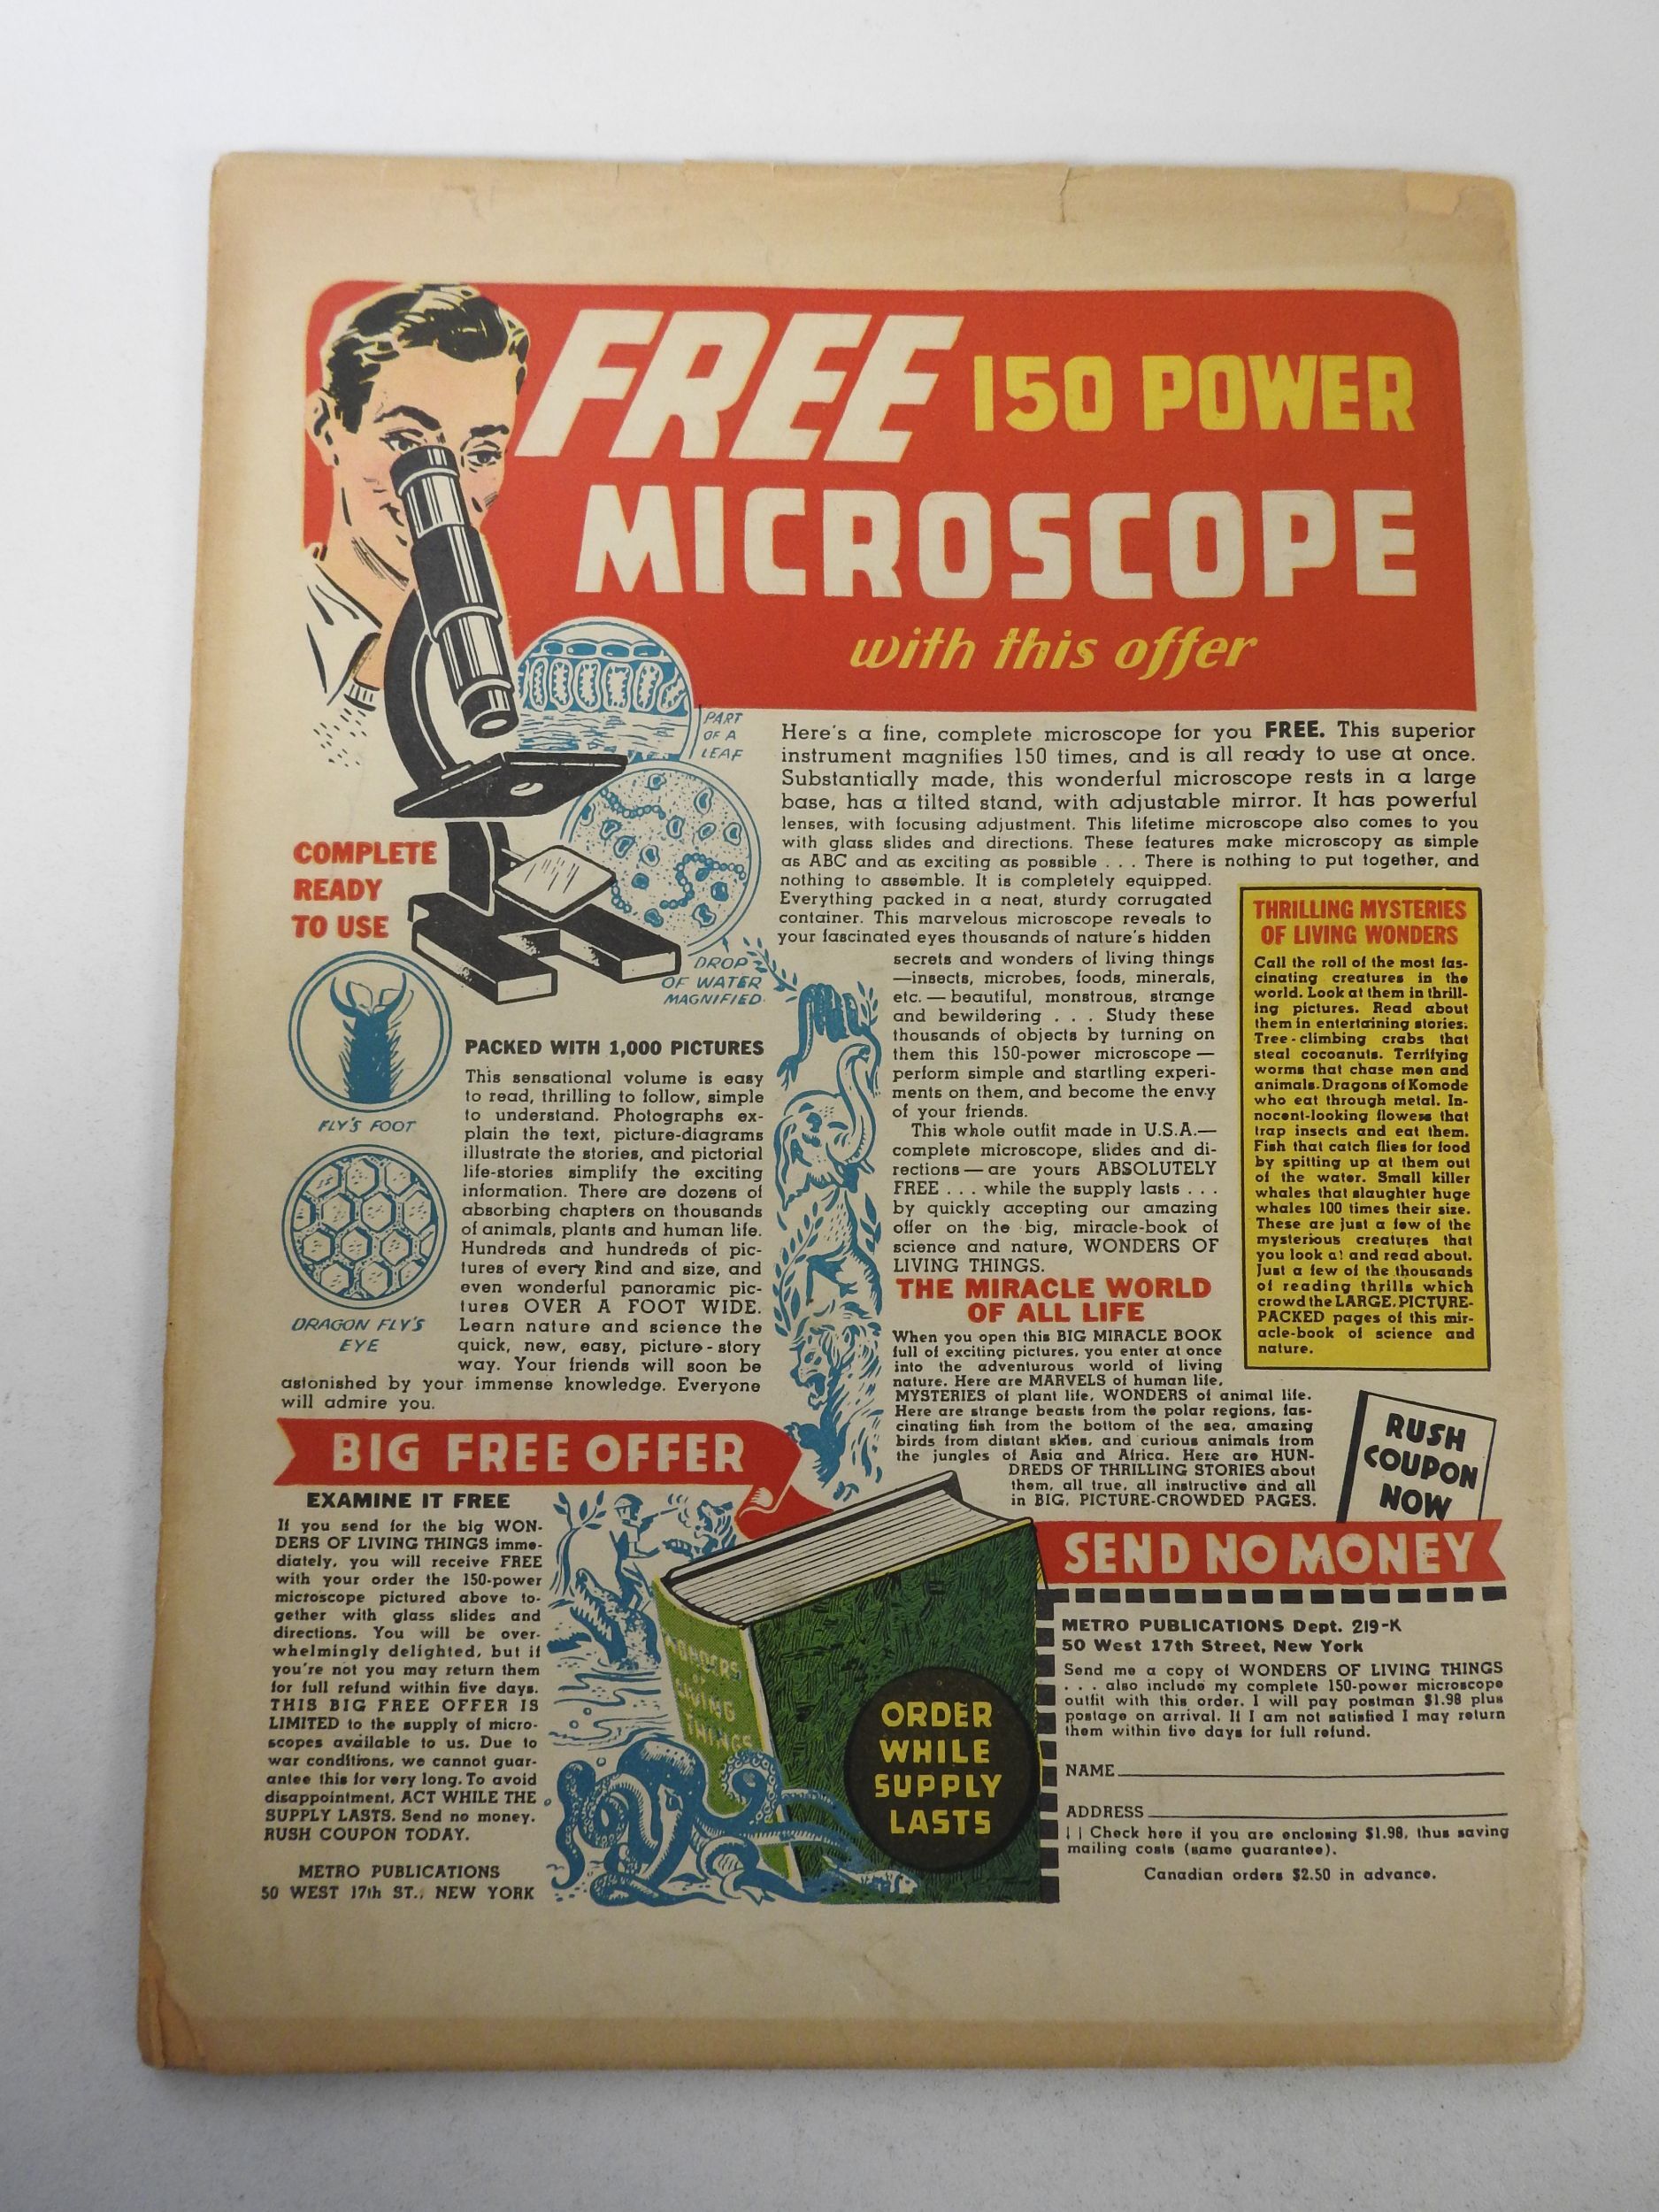 FREE 150 POWER
MICROSCOPE
with this offer
PART
OF A
LEAF
COMPLETE
READY
TO USE
DROP
OF WATER
MAGNIFIED
FLY'S FOOT
DRAGON FLY'S
EYE
Here's a fine, complete microscope for you FREE. This superior
instrument magnifies 150 times, and is all ready to use at once.
Substantially made, this wonderful microscope rests in a large
base, has a tilted stand, with adjustable mirror. It has powerful
lenses, with focusing adjustment. This lifetime microscope also comes to you
with glass slides and directions. These features make microscopy as simple
as ABC and as exciting as possible . . . There is nothing to put together, and
nothing to assemble. It is completely equipped.
Everything packed in a neat, sturdy corrugated
container. This marvelous microscope reveals to
your fascinated eyes thousands of nature's hidden
secrets and wonders of living things
—insects, microbes, foods, minerals,
etc. — beautiful, monstrous, strange
and bewildering . . . Study these
thousands of objects by turning on
them this 150-power microscope —
perform simple and startling experi-
ments on them, and become the envy
of your friends.
This whole outfit made in U.S.A.—
complete microscope, slides and di-
rections — are yours ABSOLUTELY
FREE . . . while the supply lasts . . .
by quickly accepting our amazing
offer on the big, miracle-book of
science and nature, WONDERS OF
LIVING THINGS.
THRILLING MYSTERIES
OF LIVING WONDERS
Call the roll of the most fas-
cinating creatures in the
world. Look at them in thrill-
ing pictures. Read about
them in entertaining stories.
Tree-climbing crabs that
steal cocoanuts. Terrifying
worms that chase men and
animals. Dragons of Komode
who eat through metal. In-
nocent-looking flowers that
trap insects and eat them.
Fish that catch flies for food
by spitting up at them out
of the water. Small killer
whales that slaughter huge
whales 100 times their size.
These are just a few of the
mysterious creatures that
you look at and read about.
Just a few of the thousands
of reading thrills which
crowd the LARGE, PICTURE-
PACKED pages of this mir-
acle-book of science and
nature.
PACKED WITH 1,000 PICTURES
This sensational volume is easy
to read, thrilling to follow, simple
to understand. Photographs ex-
plain the text, picture-diagrams
illustrate the stories, and pictorial
life-stories simplify the exciting
information. There are dozens of
absorbing chapters on thousands
of animals, plants and human life.
Hundreds and hundreds of pic-
tures of every kind and size, and
even wonderful panoramic pic-
tures OVER A FOOT WIDE.
Learn nature and science the
quick, new, easy, picture-story
way. Your friends will soon be
astonished by your immense knowledge. Everyone
will admire you.
THE MIRACLE WORLD
OF ALL LIFE
When you open this BIG MIRACLE BOOK
full of exciting pictures, you enter at once
into the adventurous world of living
nature. Here are MARVELS of human life,
MYSTERIES of plant life, WONDERS of animal life.
Here are strange beasts from the polar regions, fas-
cinating fish from the bottom of the sea, amazing
birds from distant skies, and curious animals from
the jungles of Asia and Africa. Here are HUN-
DREDS OF THRILLING STORIES about
them, all true, all instructive and all
in BIG, PICTURE-CROWDED PAGES.
BIG FREE OFFER
EXAMINE IT FREE
If you send for the big WON-
DERS OF LIVING THINGS imme-
diately, you will receive FREE
with your order the 150-power
microscope pictured above to-
gether with glass slides and
directions. You will be over-
whelmingly delighted, but if
you're not you may return them
for full refund within five days.
THIS BIG FREE OFFER IS
LIMITED to the supply of micro-
scopes available to us. Due to
war conditions, we cannot guar-
antee this for very long. To avoid
disappointment, ACT WHILE THE
SUPPLY LASTS. Send no money.
RUSH COUPON TODAY.
METRO PUBLICATIONS
50 WEST 17th ST., NEW YORK
WONDERS
OF
LIVING
THINGS
ORDER
WHILE
SUPPLY
LASTS
RUSH
COUPON
NOW
SEND NO MONEY
METRO PUBLICATIONS Dept. 219-K
50 West 17th Street, New York
Send me a copy of WONDERS OF LIVING THINGS
. . . also include my complete 150-power microscope
outfit with this order. I will pay postman $1.98 plus
postage on arrival. If I am not satisfied I may return
them within five days for full refund.
NAME
ADDRESS
[ ] Check here if you are enclosing $1.98, thus saving
mailing costs (same guarantee).
Canadian orders $2.50 in advance.